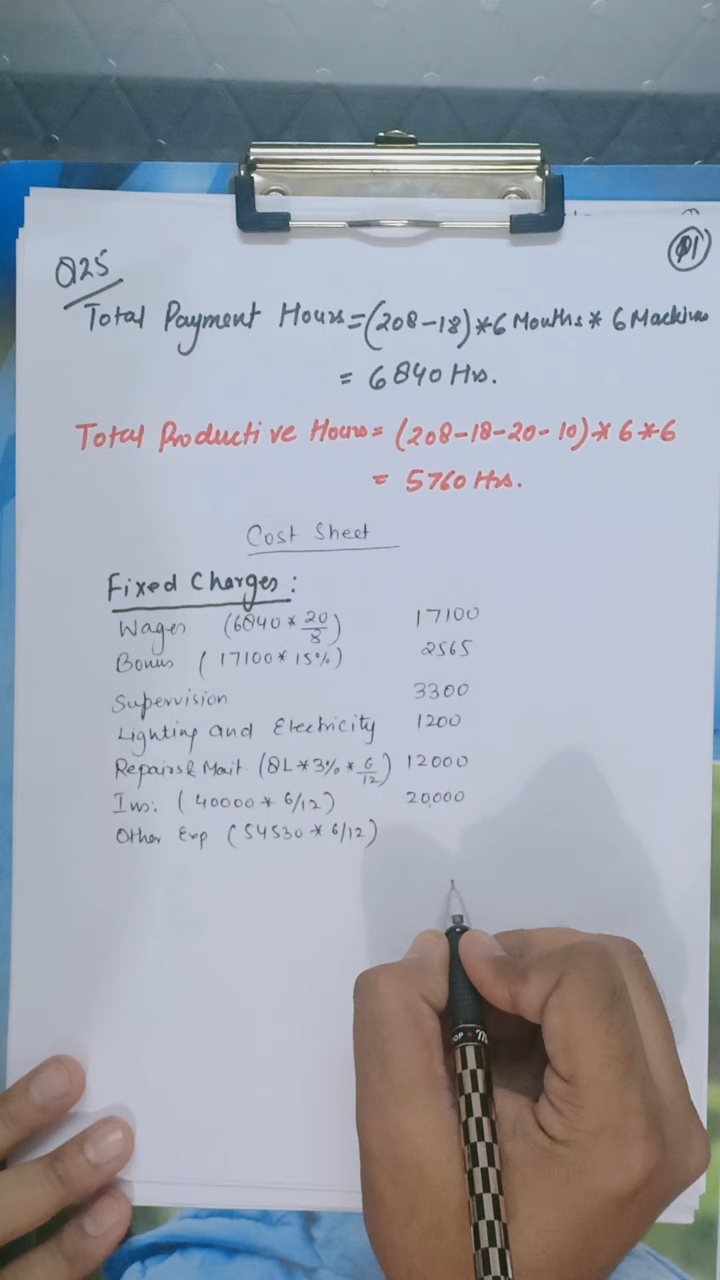 Q25
P1
Total Payment Hours = (208-18) * 6 Months * 6 Machines
= 6840 Hrs.
Total Productive Hours = (208-18-20-10) * 6 * 6
= 5760 Hrs.
Cost Sheet
Fixed Charges :
Wages (6840 * 20/8) 17100
Bonus (17100 * 15%) 2565
Supervision 3300
Lighting and Electricity 1200
Repairs & Mait. (8L * 3% * 6/12) 12000
Ins: (40000 * 6/12) 20,000
Other Exp (54530 * 6/12)